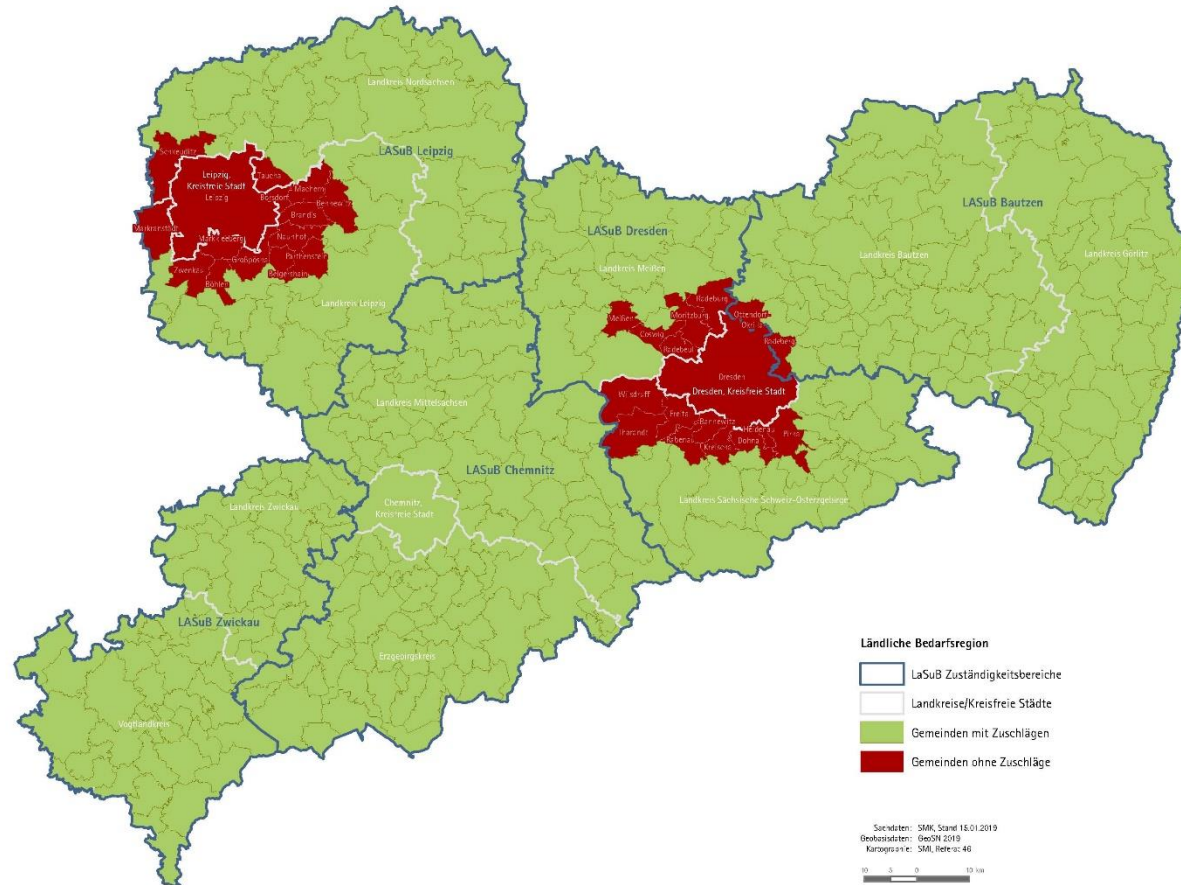 Landkreis Nordsachsen
LASuB Leipzig
Schkeuditz
Leipzig,
Kreisfreie Stadt
Leipzig
Taucha
Borsdorf
Machern
Bennewitz
Brandis
Markranstädt
Markkleeberg
Naunhof
Großpösna
Parthenstein
Zwenkau
Belgershain
Böhlen
Landkreis Leipzig
LASuB Dresden
Landkreis Meißen
Radeburg
Moritzburg
Meißen
Coswig
Radebeul
Ottendorf
Okrilla
Radeberg
Dresden
Dresden, Kreisfreie Stadt
Wilsdruff
Freital
Bannewitz
Heidenau
Pirna
Tharandt
Rabenau
Kreischa
Dohna
Landkreis Sächsische Schweiz-Osterzgebirge
LASuB Bautzen
Landkreis Bautzen
Landkreis Görlitz
Landkreis Mittelsachsen
LASuB Chemnitz
Chemnitz,
Kreisfreie Stadt
Landkreis Zwickau
LASuB Zwickau
Erzgebirgskreis
Vogtlandkreis
Ländliche Bedarfsregion
LaSuB Zuständigkeitsbereiche
Landkreise/Kreisfreie Städte
Gemeinden mit Zuschlägen
Gemeinden ohne Zuschläge
Sachdaten: SMK, Stand 15.01.2019
Geobasisdaten: GeoSN 2019
Kartographie: SMI, Referat 46
10 5 0 10 km